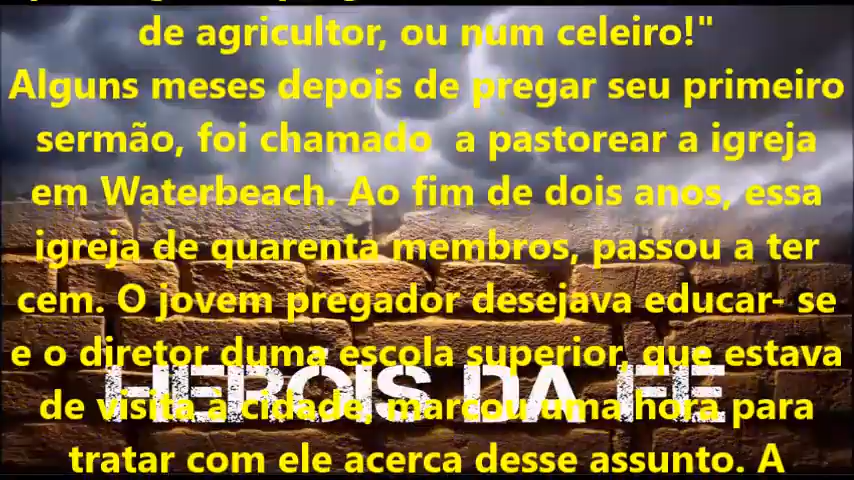 de agricultor, ou num celeiro!"
Alguns meses depois de pregar seu primeiro
sermão, foi chamado  a pastorear a igreja
em Waterbeach. Ao fim de dois anos, essa
igreja de quarenta membros, passou a ter
cem. O jovem pregador desejava educar- se
e o diretor duma escola superior, que estava
HERÓIS DA FÉ
de visita à cidade, marcou uma hora para
tratar com ele acerca desse assunto. A